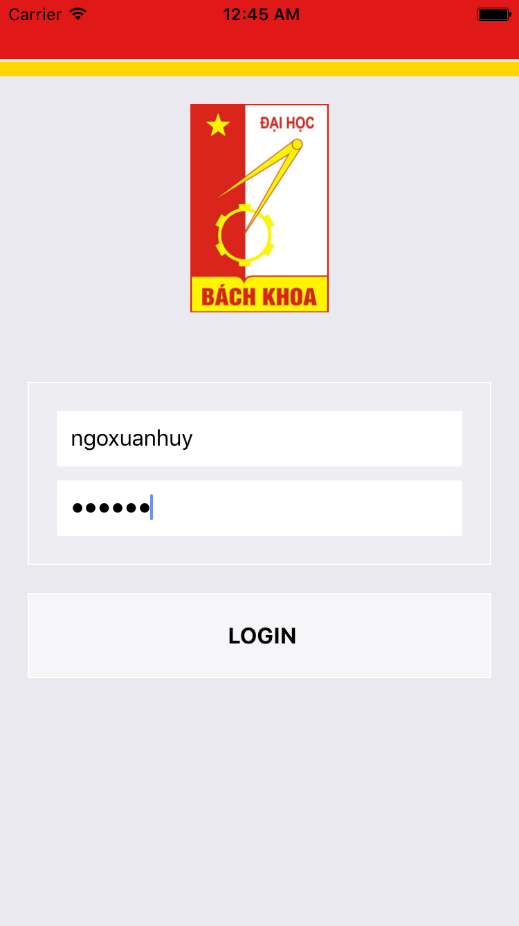 Carrier 12:45 AM
ĐẠI HỌC
BÁCH KHOA
ngoxuanhuy
••••••
LOGIN